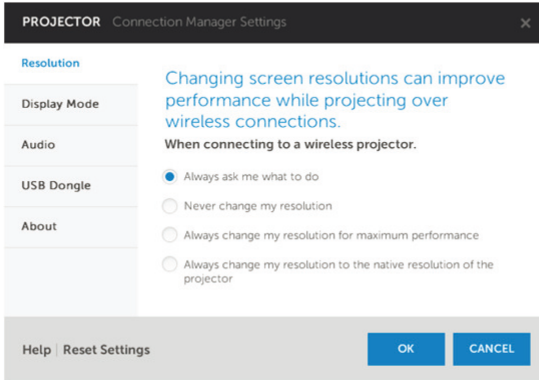 PROJECTOR Connection Manager Settings
Resolution
Display Mode
Audio
USB Dongle
About
Changing screen resolutions can improve
performance while projecting over
wireless connections.
When connecting to a wireless projector.
Always ask me what to do
Never change my resolution
Always change my resolution for maximum performance
Always change my resolution to the native resolution of the
projector
Help | Reset Settings
OK
CANCEL